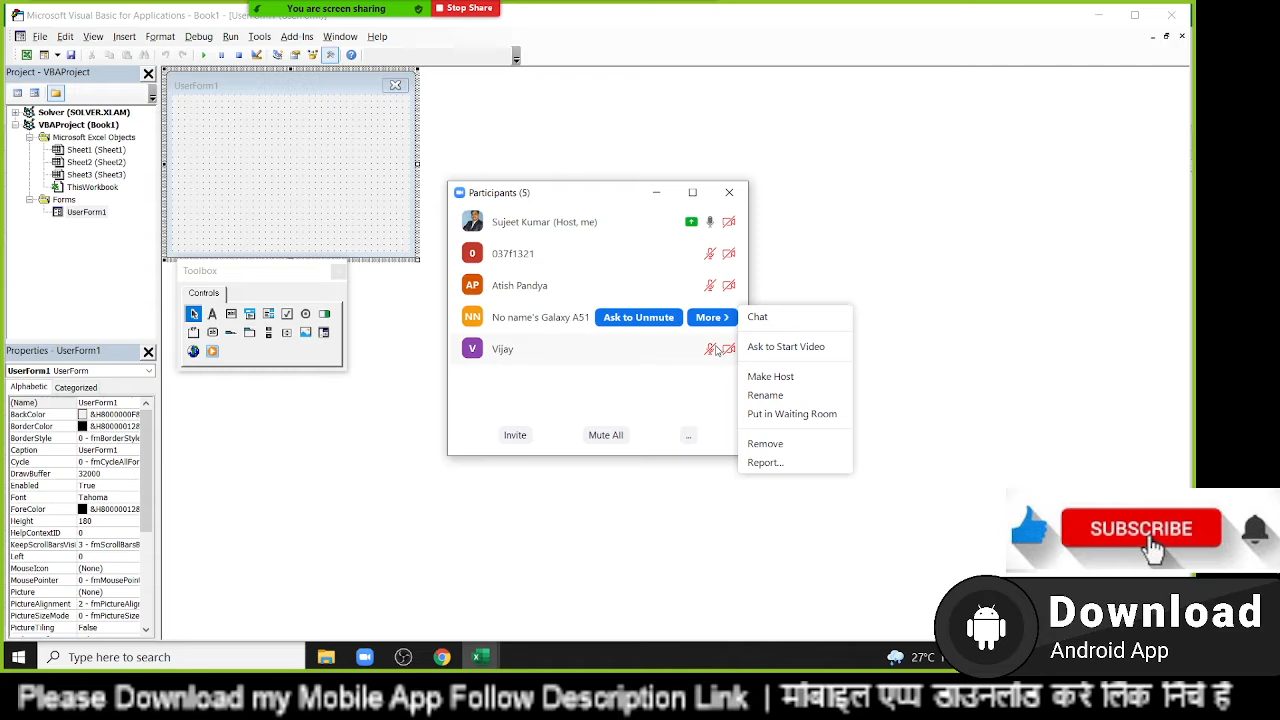 You are screen sharing
Stop Share
Microsoft Visual Basic for Applications - Book1 - [UserForm1 (UserForm)]
File Edit View Insert Format Debug Run Tools Add-Ins Window Help
Project - VBAProject
Solver (SOLVER.XLAM)
VBAProject (Book1)
Microsoft Excel Objects
Sheet1 (Sheet1)
Sheet2 (Sheet2)
Sheet3 (Sheet3)
ThisWorkbook
Forms
UserForm1
UserForm1
Toolbox
Controls
Participants (5)
Sujeet Kumar (Host, me)
0 037f1321
AP Atish Pandya
NN No name's Galaxy A51 Ask to Unmute More >
V Vijay
Invite Mute All ...
Chat
Ask to Start Video
Make Host
Rename
Put in Waiting Room
Remove
Report...
Properties - UserForm1
UserForm1 UserForm
Alphabetic Categorized
(Name) UserForm1
BackColor &H8000000F&
BorderColor &H80000012&
BorderStyle 0 - fmBorderStyle
Caption UserForm1
Cycle 0 - fmCycleAllFor
DrawBuffer 32000
Enabled True
Font Tahoma
ForeColor &H80000012&
Height 180
HelpContextID 0
KeepScrollBarsVisi 3 - fmScrollBarsB
Left 0
MouseIcon (None)
MousePointer 0 - fmMousePoint
Picture (None)
PictureAlignment 2 - fmPictureAlign
PictureSizeMode 0 - fmPictureSize
PictureTiling False
SUBSCRIBE
Download
Android App
Type here to search
27°C
Please Download my Mobile App Follow Description Link | मोबाइल एप्प डाउनलोड करे लिंक निचे है